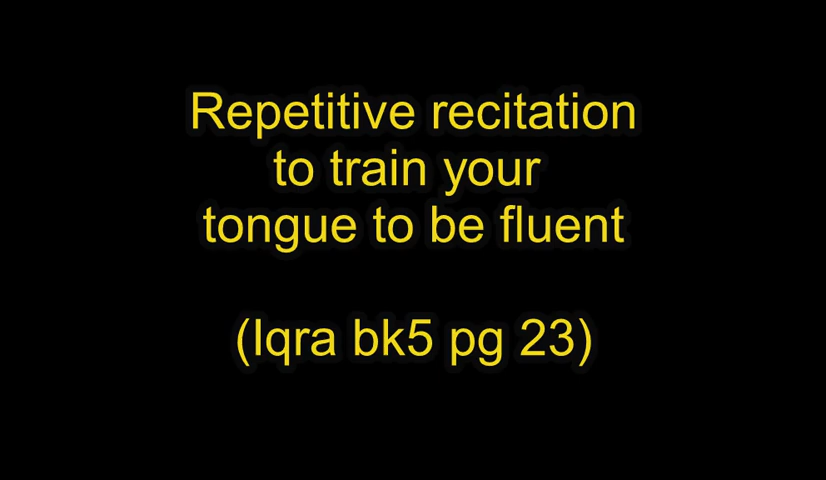 Repetitive recitation
to train your
tongue to be fluent
(Iqra bk5 pg 23)